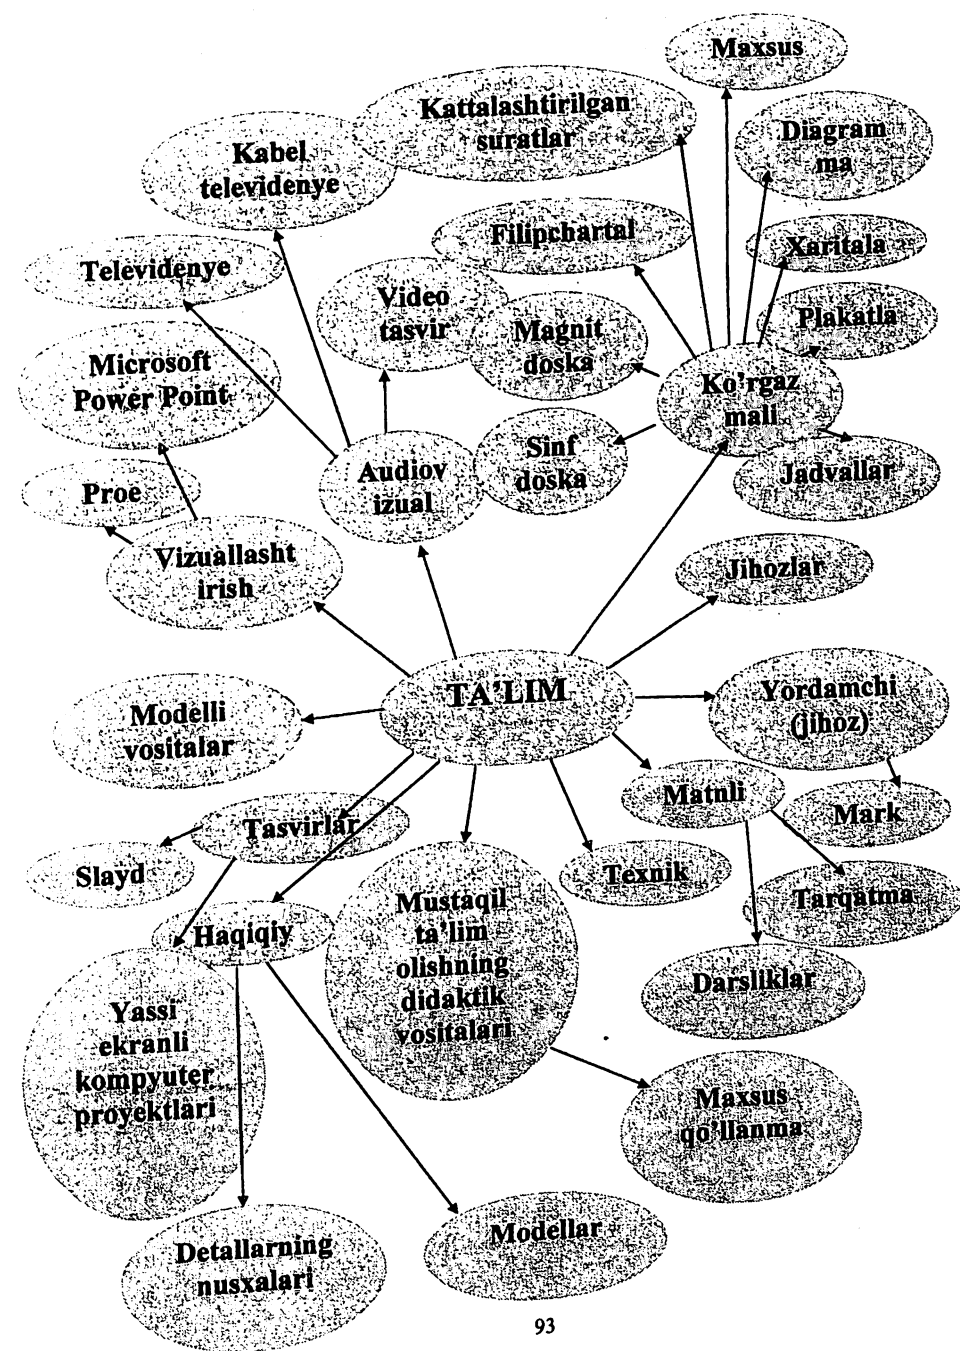 Maxsus
Kattalashtirilgan
suratlar
Diagram
ma
Kabel
televidenye
Filipchartal
Xaritala
Televidenye
Video
tasvir
Magnit
doska
Plakatla
Microsoft
Power Point
Ko'rgaz
mali
Audiov
izual
Sinf
doska
Jadvallar
Proe
Vizuallasht
irish
Jihozlar
TA'LIM
Yordamchi
(jihoz)
Modelli
vositalar
Matnli
Mark
Tasvirlar
Slayd
Texnik
Tarqatma
Haqiqiy
Mustaqil
ta'lim
olishning
didaktik
vositalari
Darsliklar
Yassi
ekranli
kompyuter
proyektlari
Maxsus
qo'llanma
Detallarning
nusxalari
Modellar
93